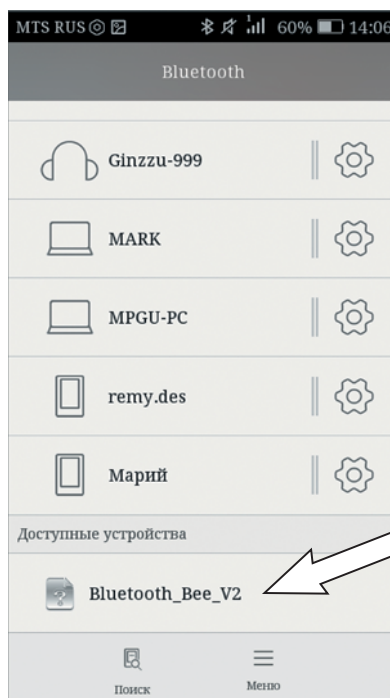 MTS RUS 1 60% 14:06
Bluetooth
Ginzzu-999
MARK
MPGU-PC
remy.des
Марий
Доступные устройства
? Bluetooth_Bee_V2
Поиск Меню